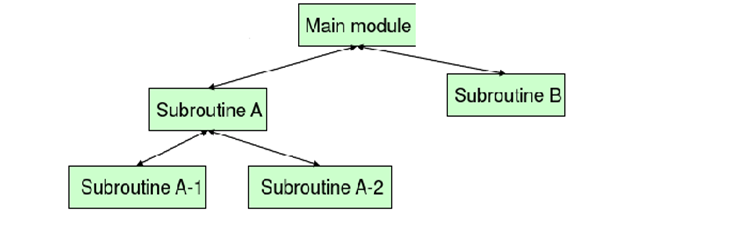 Main module
Subroutine A
Subroutine B
Subroutine A-1
Subroutine A-2